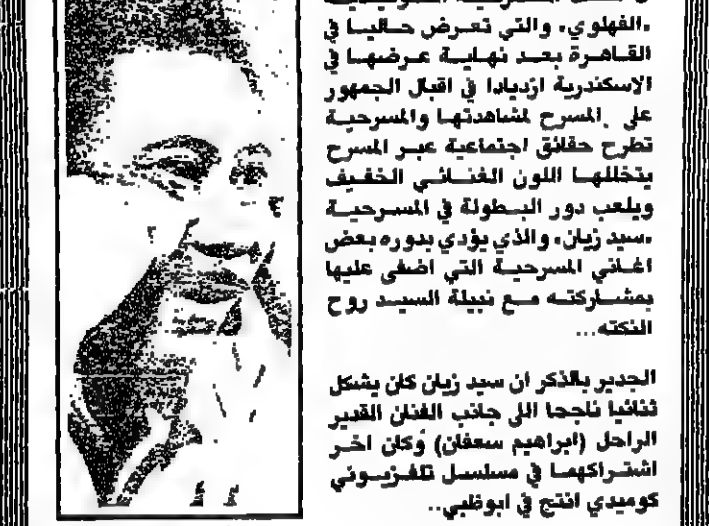 «الفهلوي» والتي تعرض حاليا في
القاهرة بعد نهاية عرضها في
الاسكندرية ازديادا في اقبال الجمهور
على المسرح لمشاهدتها والمسرحية
تطرح حقائق اجتماعية عبر المسرح
يتخللها اللون الغنائي الخفيف
ويلعب دور البطولة في المسرحية
«سيد زيان» والذي يؤدي بدوره بعض
اغاني المسرحية التي اضفى عليها
بمشاركته مع نبيلة السيد روح
النكته...
الجدير بالذكر ان سيد زيان كان يشكل
ثنائيا ناجحا الى جانب الفنان القدير
الراحل (ابراهيم سعفان) وكان اخر
اشتراكهما في مسلسل تلفزيوني
كوميدي انتج في ابوظبي..